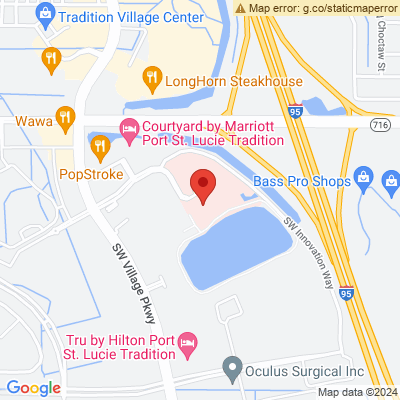 Map error: g.co/staticmaperror
Tradition Village Center
Choctaw St
LongHorn Steakhouse
95
Wawa
716
Courtyard by Marriott
Port St. Lucie Tradition
PopStroke
Bass Pro Shops
SW Innovation Way
SW Village Pkwy
95
Tru by Hilton Port
St. Lucie Tradition
Oculus Surgical Inc
Google
Map data ©2024